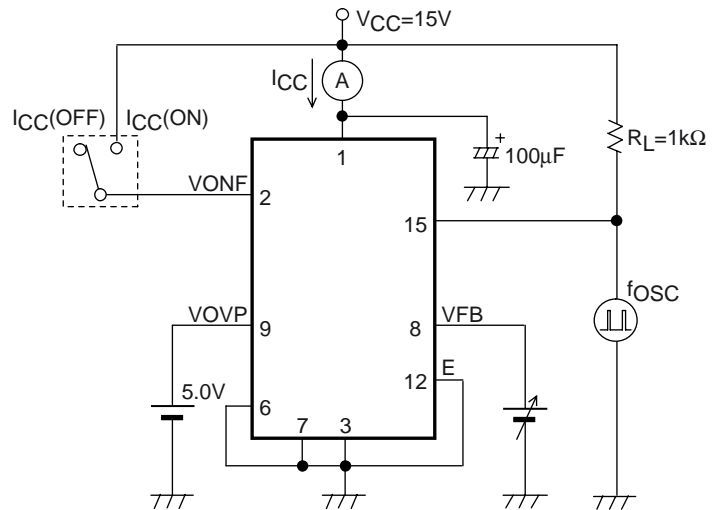 VCC=15V
ICC
A
ICC(OFF)
ICC(ON)
+
100μF
RL=1kΩ
1
VONF
2
15
fOSC
VOVP
9
8
VFB
5.0V
6
12
E
7
3